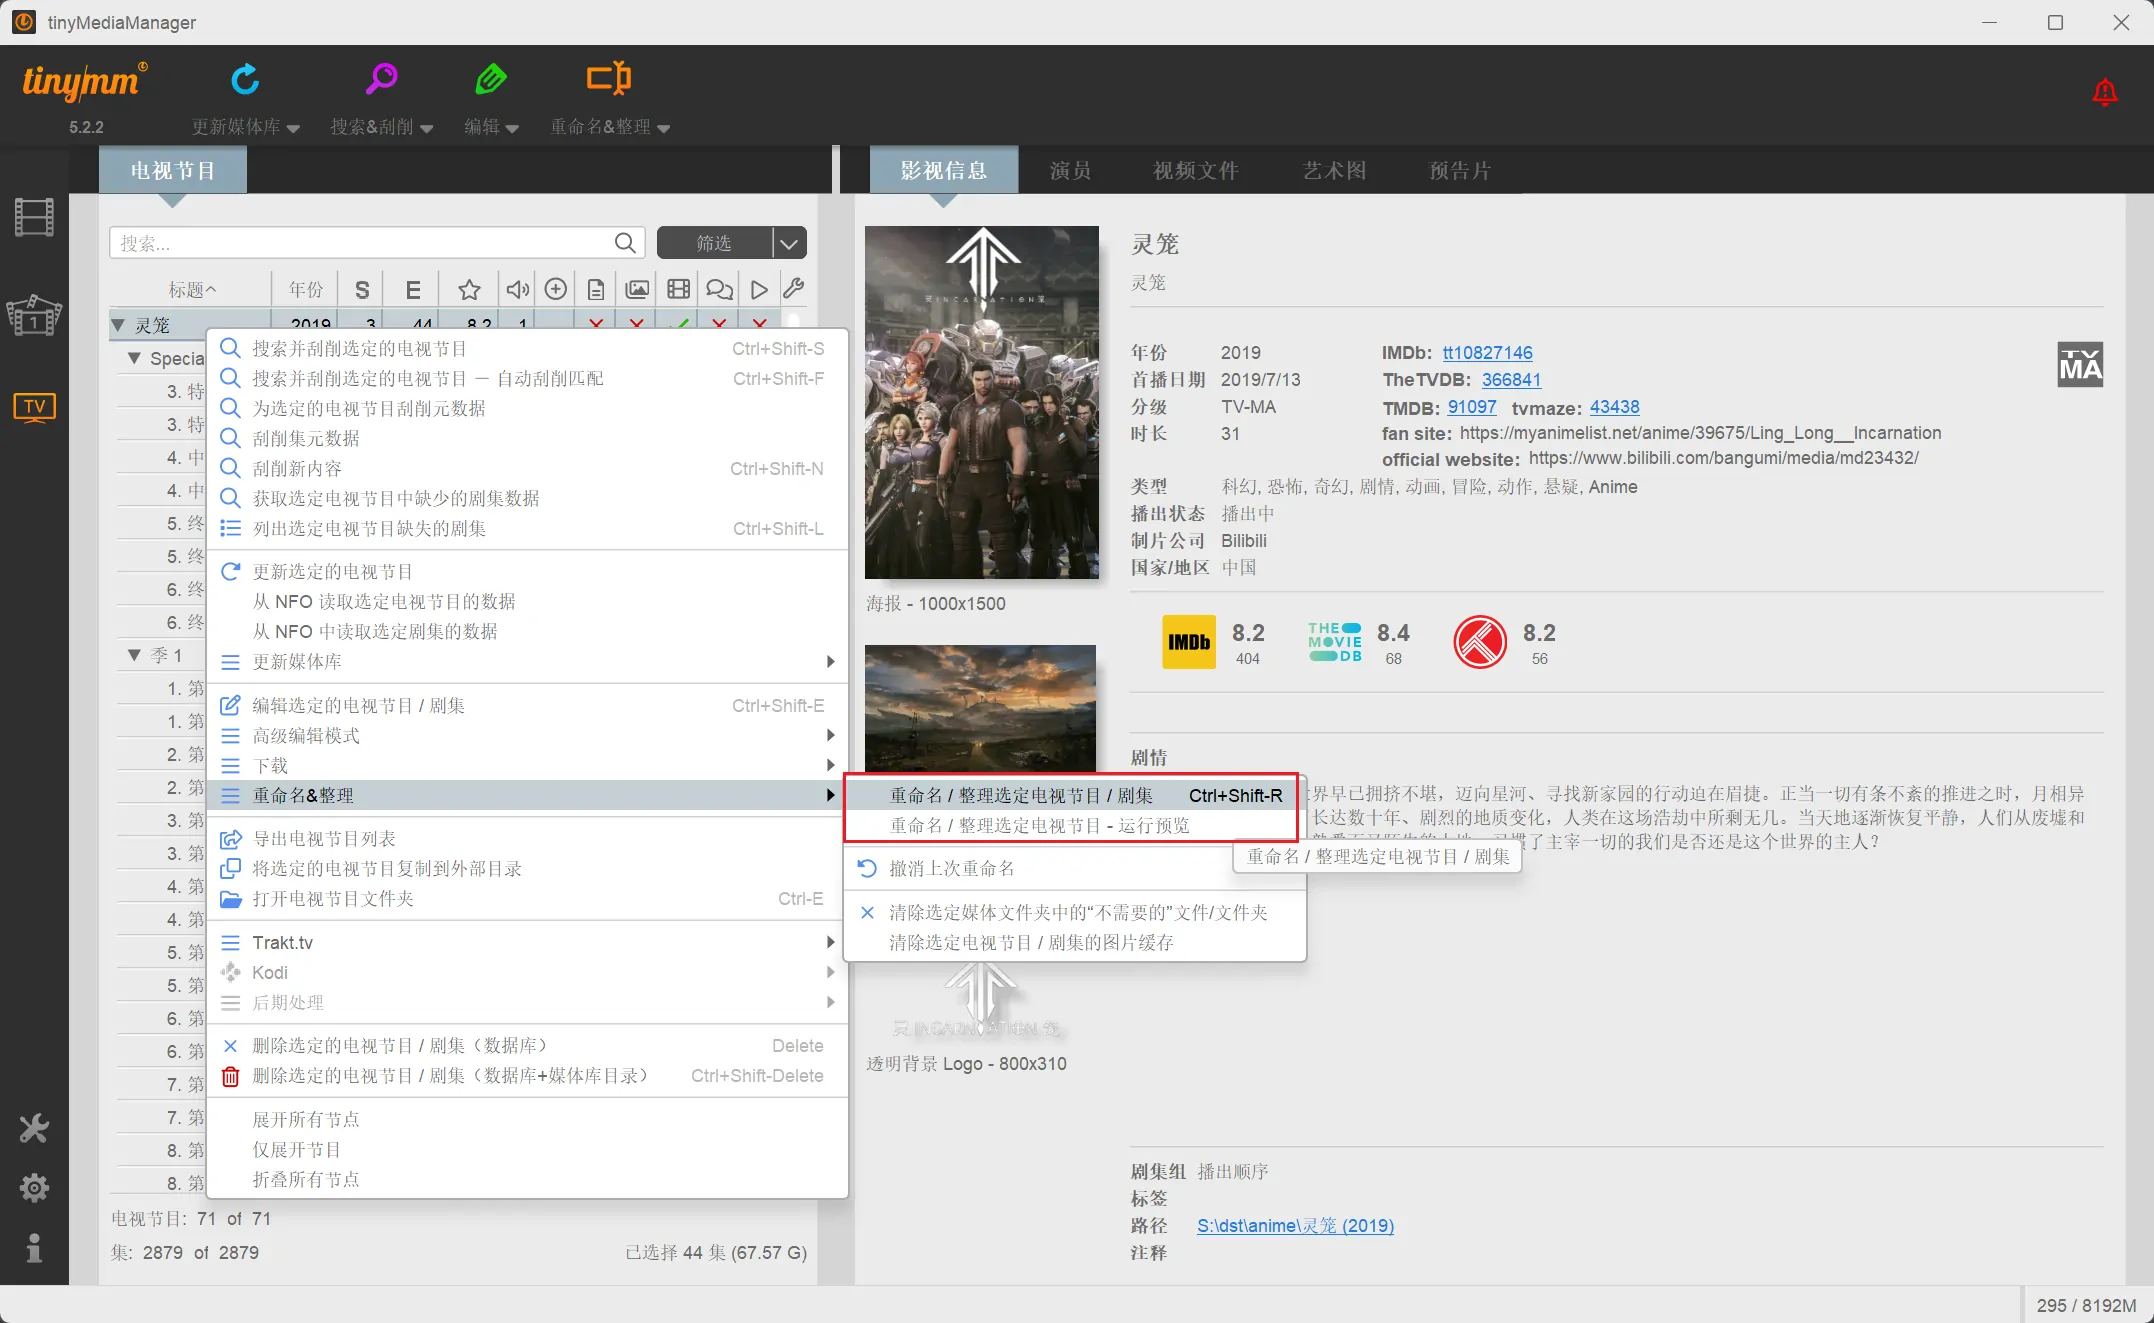 tinyMediaManager
tinymm
5.2.2
更新媒体库
搜索&刮削
编辑
重命名&整理
电视节目
影视信息
演员
视频文件
艺术图
预告片
搜索...
筛选
标题
年份
S
E
灵笼
2019
3
44
8.2
1
Specia
3. 特
3. 特
4. 中
4. 中
5. 终
5. 终
6. 终
6. 终
季 1
1. 第
1. 第
2. 第
2. 第
3. 第
3. 第
4. 第
4. 第
5. 第
5. 第
6. 第
6. 第
7. 第
7. 第
8. 第
8. 第
电视节目: 71 of 71
集: 2879 of 2879
已选择 44 集 (67.57 G)
TV
搜索并刮削选定的电视节目 Ctrl+Shift-S
搜索并刮削选定的电视节目 － 自动刮削匹配 Ctrl+Shift-F
为选定的电视节目刮削元数据
刮削集元数据
刮削新内容 Ctrl+Shift-N
获取选定电视节目中缺少的剧集数据
列出选定电视节目缺失的剧集 Ctrl+Shift-L
更新选定的电视节目
从 NFO 读取选定电视节目的数据
从 NFO 中读取选定剧集的数据
更新媒体库
编辑选定的电视节目 / 剧集 Ctrl+Shift-E
高级编辑模式
下载
重命名&整理
导出电视节目列表
将选定的电视节目复制到外部目录
打开电视节目文件夹 Ctrl-E
Trakt.tv
Kodi
后期处理
删除选定的电视节目 / 剧集（数据库） Delete
删除选定的电视节目 / 剧集（数据库+媒体库目录） Ctrl+Shift-Delete
展开所有节点
仅展开节目
折叠所有节点
重命名 / 整理选定电视节目 / 剧集 Ctrl+Shift-R
重命名 / 整理选定电视节目 - 运行预览
撤消上次重命名
清除选定媒体文件夹中的“不需要的”文件/文件夹
清除选定电视节目 / 剧集的图片缓存
重命名 / 整理选定电视节目 / 剧集
灵INCARNATION笼
海报 - 1000x1500
灵INCARNATION笼
透明背景 Logo - 800x310
灵笼
灵笼
年份 2019
首播日期 2019/7/13
分级 TV-MA
时长 31
IMDb: tt10827146
TheTVDB: 366841
TMDB: 91097 tvmaze: 43438
fan site: https://myanimelist.net/anime/39675/Ling_Long__Incarnation
official website: https://www.bilibili.com/bangumi/media/md23432/
TV
MA
类型 科幻, 恐怖, 奇幻, 剧情, 动画, 冒险, 动作, 悬疑, Anime
播出状态 播出中
制片公司 Bilibili
国家/地区 中国
IMDb 8.2
404
THE MOVIE DB 8.4
68
8.2
56
剧情
界早已拥挤不堪，迈向星河、寻找新家园的行动迫在眉捷。正当一切有条不紊的推进之时，月相异
长达数十年、剧烈的地质变化，人类在这场浩劫中所剩无几。当天地逐渐恢复平静，人们从废墟和
了主宰一切的我们是否还是这个世界的主人？
剧集组 播出顺序
标签
路径 S:\dst\anime\灵笼 (2019)
注释
295 / 8192M